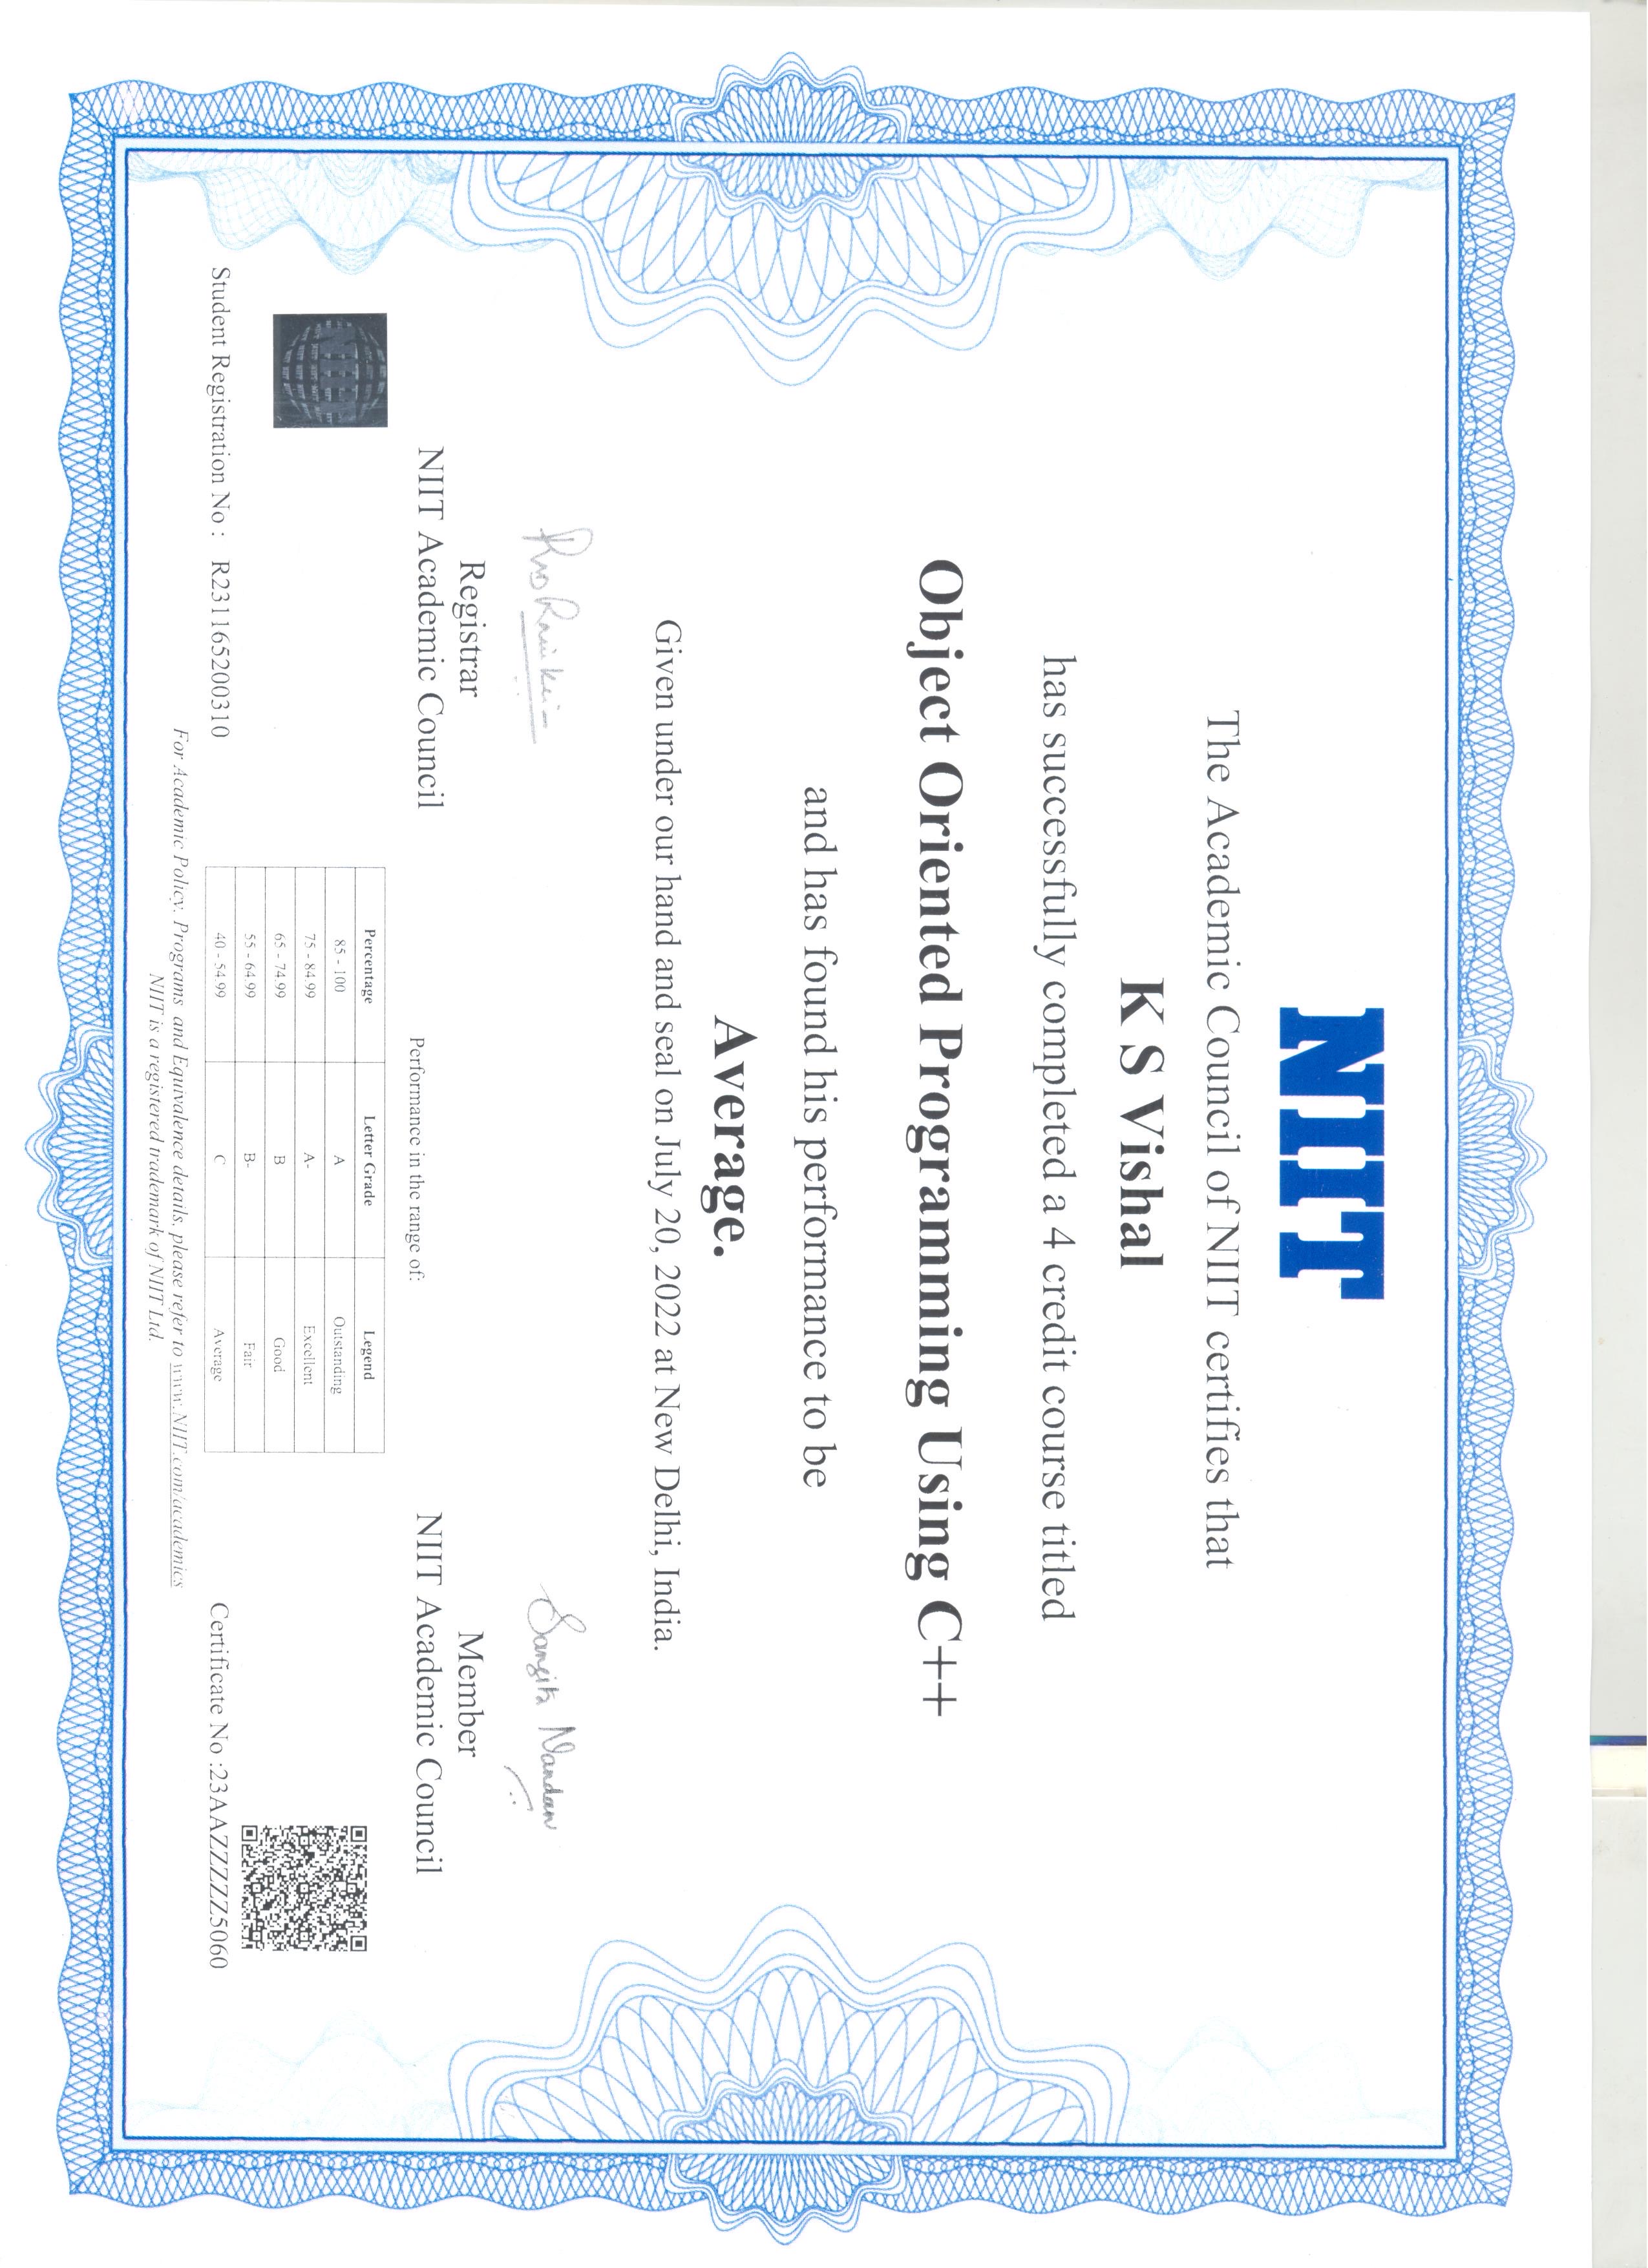 NIIT
The Academic Council of NIIT certifies that
K S Vishal
has successfully completed a 4 credit course titled
Object Oriented Programming Using C++
and has found his performance to be
Average.
Given under our hand and seal on July 20, 2022 at New Delhi, India.
Sangita Nandan
Registrar
NIIT Academic Council
Member
NIIT Academic Council
Performance in the range of:
Percentage Letter Grade Legend
85 - 100 A Outstanding
75 - 84.99 A- Excellent
65 - 74.99 B Good
55 - 64.99 B- Fair
40 - 54.99 C Average
NIIT
Student Registration No : R231165200310
Certificate No :23AAZZZZZ5060
For Academic Policy, Programs and Equivalence details, please refer to www.NIIT.com/academics
NIIT is a registered trademark of NIIT Ltd.